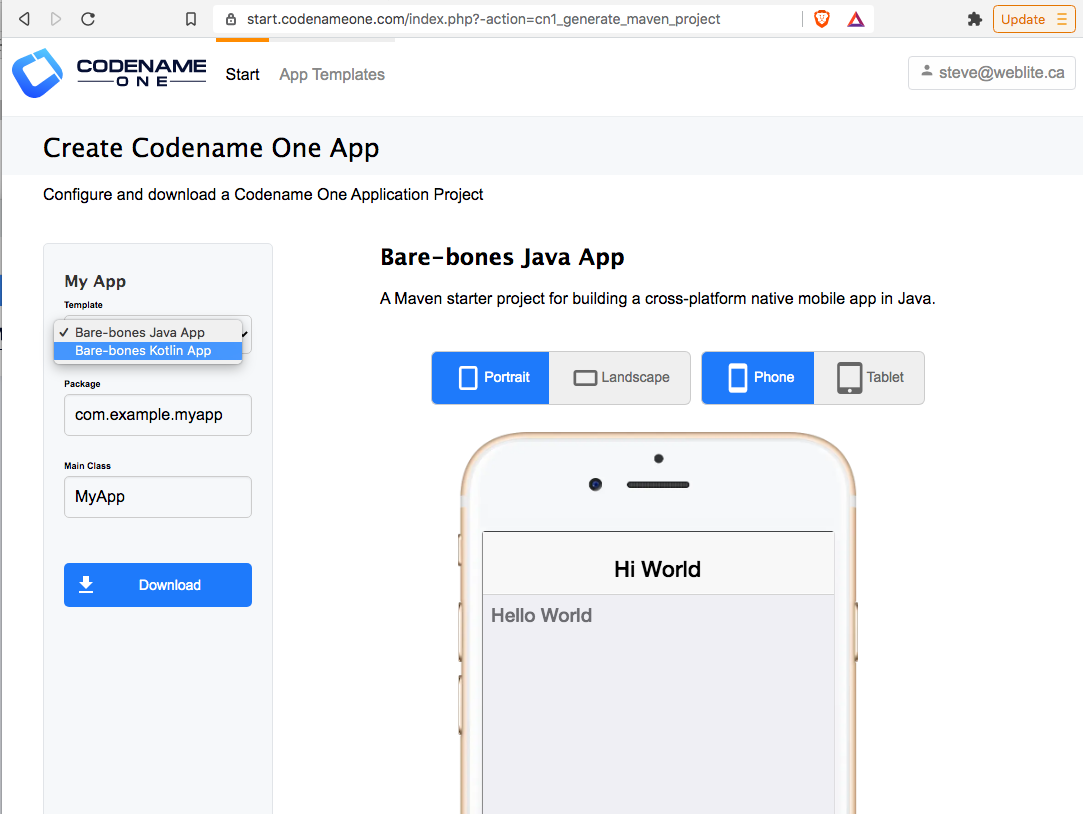 start.codenameone.com/index.php?-action=cn1_generate_maven_project
Update
CODENAME
ONE
Start
App Templates
steve@weblite.ca
Create Codename One App
Configure and download a Codename One Application Project
My App
Template
✓ Bare-bones Java App
Bare-bones Kotlin App
Package
com.example.myapp
Main Class
MyApp
Download
Bare-bones Java App
A Maven starter project for building a cross-platform native mobile app in Java.
Portrait
Landscape
Phone
Tablet
Hi World
Hello World